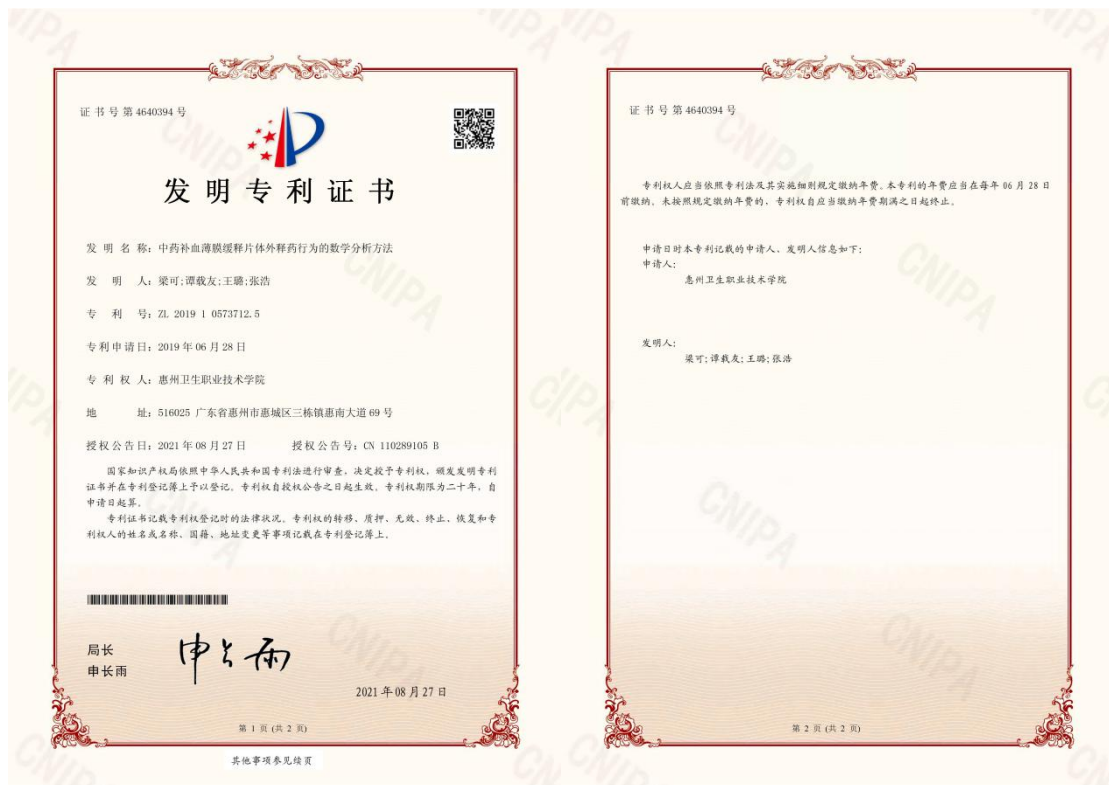 证书号第4640394号
发明专利证书
发明名称：中药补血薄膜缓释片体外释药行为的数学分析方法
发明人：梁可;谭载友;王璐;张浩
专利号：ZL 2019 1 0573712.5
专利申请日：2019年06月28日
专利权人：惠州卫生职业技术学院
地址：516025 广东省惠州市惠城区三栋镇惠南大道69号
授权公告日：2021年08月27日 授权公告号：CN 110289105 B
国家知识产权局依照中华人民共和国专利法进行审查，决定授予专利权，颁发发明专利
证书并在专利登记簿上予以登记。专利权自授权公告之日起生效。专利权期限为二十年，自
申请日起算。
专利证书记载专利权登记时的法律状况。专利权的转移、质押、无效、终止、恢复和专
利权人的姓名或名称、国籍、地址变更等事项记载在专利登记簿上。
局长
申长雨
申长雨
2021年08月27日
第 1 页 (共 2 页)
其他事项参见续页
证书号第4640394号
专利权人应当依照专利法及其实施细则规定缴纳年费。本专利的年费应当在每年06月28日
前缴纳。未按照规定缴纳年费的，专利权自应当缴纳年费期满之日起终止。
申请日时本专利记载的申请人、发明人信息如下：
申请人：
惠州卫生职业技术学院
发明人：
梁可;谭载友;王璐;张浩
第 2 页 (共 2 页)
CNIPA